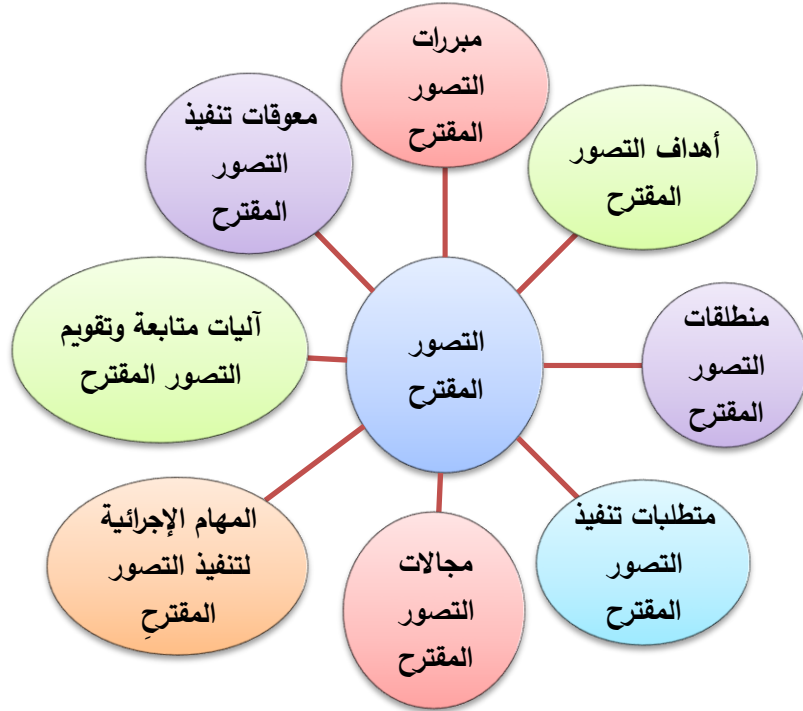 مبررات
التصور
المقترح
أهداف التصور
المقترح
منطلقات
التصور
المقترح
متطلبات تنفيذ
التصور
المقترح
مجالات
التصور
المقترح
المهام الإجرائية
لتنفيذ التصور
المقترحِ
آليات متابعة وتقويم
التصور المقترح
معوقات تنفيذ
التصور
المقترح
التصور
المقترح